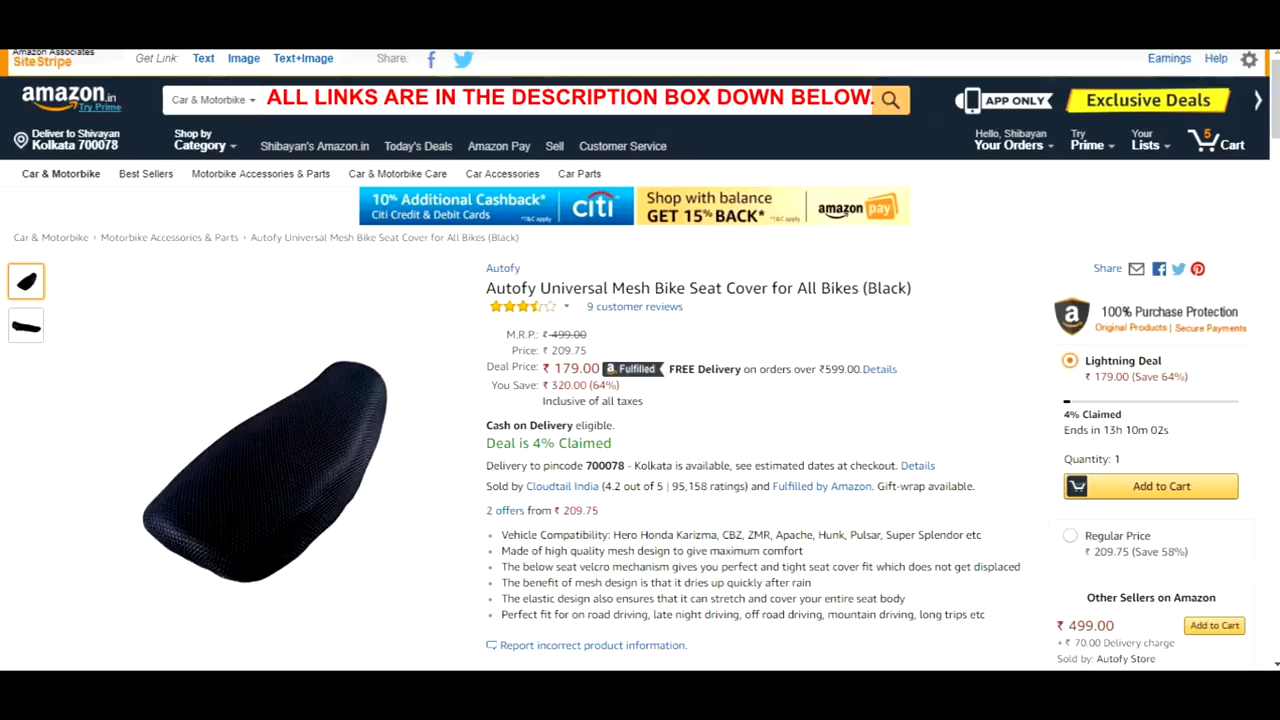 Amazon Associates
SiteStripe
Get Link: Text Image Text+Image Share: Earnings Help
amazon.in
Try Prime
Car & Motorbike
ALL LINKS ARE IN THE DESCRIPTION BOX DOWN BELOW.
APP ONLY
Exclusive Deals
Deliver to Shivayan
Kolkata 700078
Shop by
Category
Shibayan's Amazon.in Today's Deals Amazon Pay Sell Customer Service
Hello, Shibayan
Your Orders
Try
Prime
Your
Lists
5
Cart
Car & Motorbike Best Sellers Motorbike Accessories & Parts Car & Motorbike Care Car Accessories Car Parts
10% Additional Cashback*
Citi Credit & Debit Cards *T&C apply
citi
Shop with balance
GET 15% BACK* *T&C apply
amazon pay
Car & Motorbike › Motorbike Accessories & Parts › Autofy Universal Mesh Bike Seat Cover for All Bikes (Black)
Autofy
Autofy Universal Mesh Bike Seat Cover for All Bikes (Black)
9 customer reviews
M.R.P.: ₹ 499.00
Price: ₹ 209.75
Deal Price: ₹ 179.00 a Fulfilled FREE Delivery on orders over ₹599.00.Details
You Save: ₹ 320.00 (64%)
Inclusive of all taxes
Cash on Delivery eligible.
Deal is 4% Claimed
Delivery to pincode 700078 - Kolkata is available, see estimated dates at checkout. Details
Sold by Cloudtail India (4.2 out of 5 | 95,158 ratings) and Fulfilled by Amazon. Gift-wrap available.
2 offers from ₹ 209.75
• Vehicle Compatibility: Hero Honda Karizma, CBZ, ZMR, Apache, Hunk, Pulsar, Super Splendor etc
• Made of high quality mesh design to give maximum comfort
• The below seat velcro mechanism gives you perfect and tight seat cover fit which does not get displaced
• The benefit of mesh design is that it dries up quickly after rain
• The elastic design also ensures that it can stretch and cover your entire seat body
• Perfect fit for on road driving, late night driving, off road driving, mountain driving, long trips etc
Report incorrect product information.
Share
a
100% Purchase Protection
Original Products | Secure Payments
Lightning Deal
₹ 179.00 (Save 64%)
4% Claimed
Ends in 13h 10m 02s
Quantity: 1
Add to Cart
Regular Price
₹ 209.75 (Save 58%)
Other Sellers on Amazon
₹ 499.00 Add to Cart
+ ₹ 70.00 Delivery charge
Sold by: Autofy Store